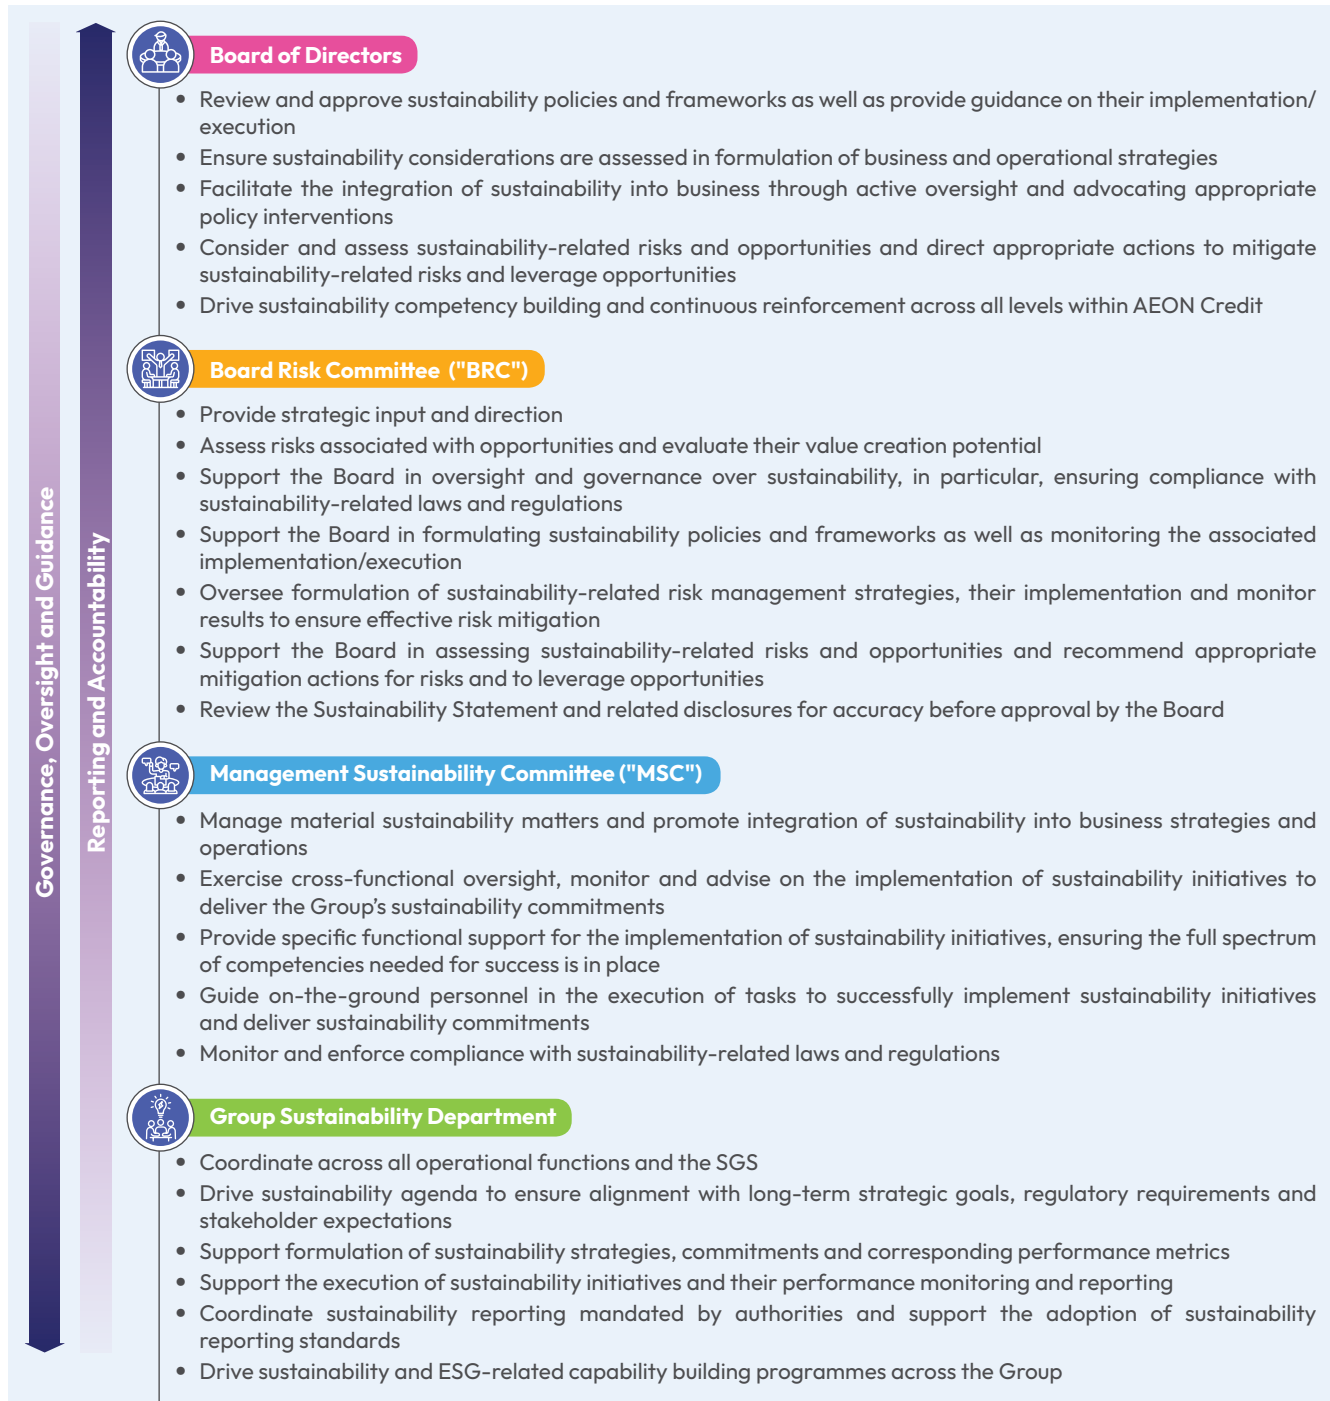 Governance, Oversight and Guidance
Reporting and Accountability
Board of Directors
• Review and approve sustainability policies and frameworks as well as provide guidance on their implementation/
execution
• Ensure sustainability considerations are assessed in formulation of business and operational strategies
• Facilitate the integration of sustainability into business through active oversight and advocating appropriate
policy interventions
• Consider and assess sustainability-related risks and opportunities and direct appropriate actions to mitigate
sustainability-related risks and leverage opportunities
• Drive sustainability competency building and continuous reinforcement across all levels within AEON Credit
Board Risk Committee ("BRC")
• Provide strategic input and direction
• Assess risks associated with opportunities and evaluate their value creation potential
• Support the Board in oversight and governance over sustainability, in particular, ensuring compliance with
sustainability-related laws and regulations
• Support the Board in formulating sustainability policies and frameworks as well as monitoring the associated
implementation/execution
• Oversee formulation of sustainability-related risk management strategies, their implementation and monitor
results to ensure effective risk mitigation
• Support the Board in assessing sustainability-related risks and opportunities and recommend appropriate
mitigation actions for risks and to leverage opportunities
• Review the Sustainability Statement and related disclosures for accuracy before approval by the Board
Management Sustainability Committee ("MSC")
• Manage material sustainability matters and promote integration of sustainability into business strategies and
operations
• Exercise cross-functional oversight, monitor and advise on the implementation of sustainability initiatives to
deliver the Group’s sustainability commitments
• Provide specific functional support for the implementation of sustainability initiatives, ensuring the full spectrum
of competencies needed for success is in place
• Guide on-the-ground personnel in the execution of tasks to successfully implement sustainability initiatives
and deliver sustainability commitments
• Monitor and enforce compliance with sustainability-related laws and regulations
Group Sustainability Department
• Coordinate across all operational functions and the SGS
• Drive sustainability agenda to ensure alignment with long-term strategic goals, regulatory requirements and
stakeholder expectations
• Support formulation of sustainability strategies, commitments and corresponding performance metrics
• Support the execution of sustainability initiatives and their performance monitoring and reporting
• Coordinate sustainability reporting mandated by authorities and support the adoption of sustainability
reporting standards
• Drive sustainability and ESG-related capability building programmes across the Group